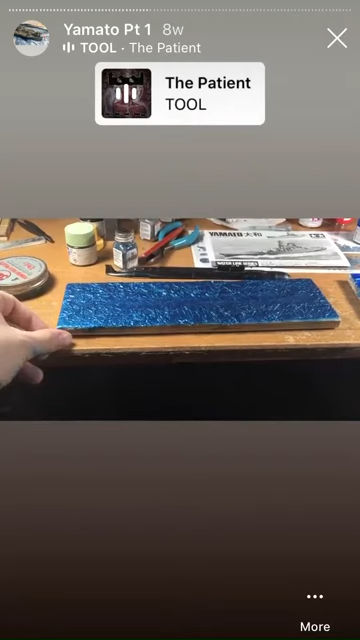 Yamato Pt 1 8w
TOOL · The Patient
The Patient
TOOL
YAMATO 大和
More